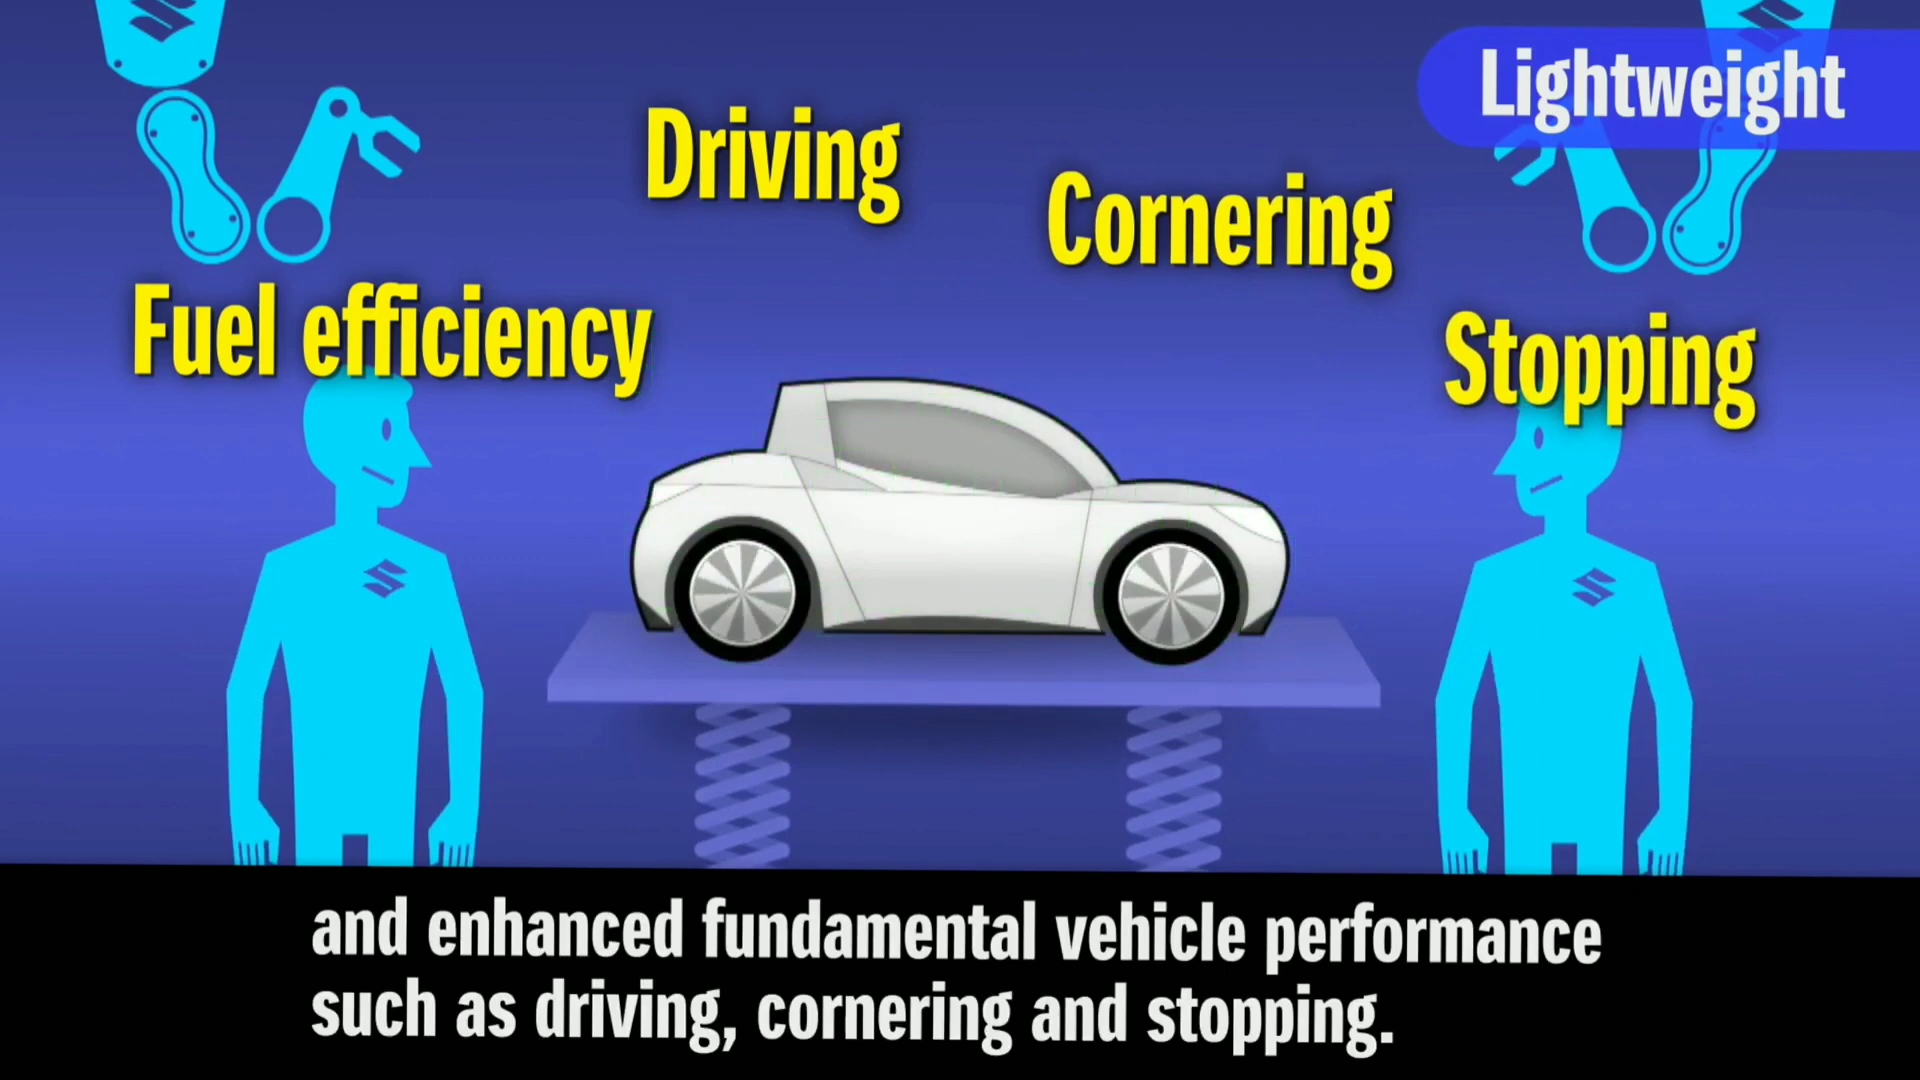 Lightweight
Driving
Cornering
Fuel efficiency
Stopping
and enhanced fundamental vehicle performance
such as driving, cornering and stopping.